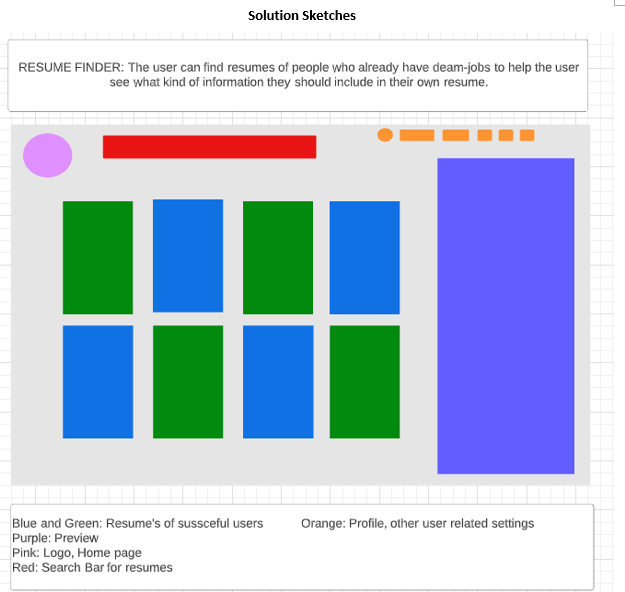 Solution Sketches
RESUME FINDER: The user can find resumes of people who already have deam-jobs to help the user
see what kind of information they should include in their own resume.
Blue and Green: Resume's of sussceful users
Orange: Profile, other user related settings
Purple: Preview
Pink: Logo, Home page
Red: Search Bar for resumes